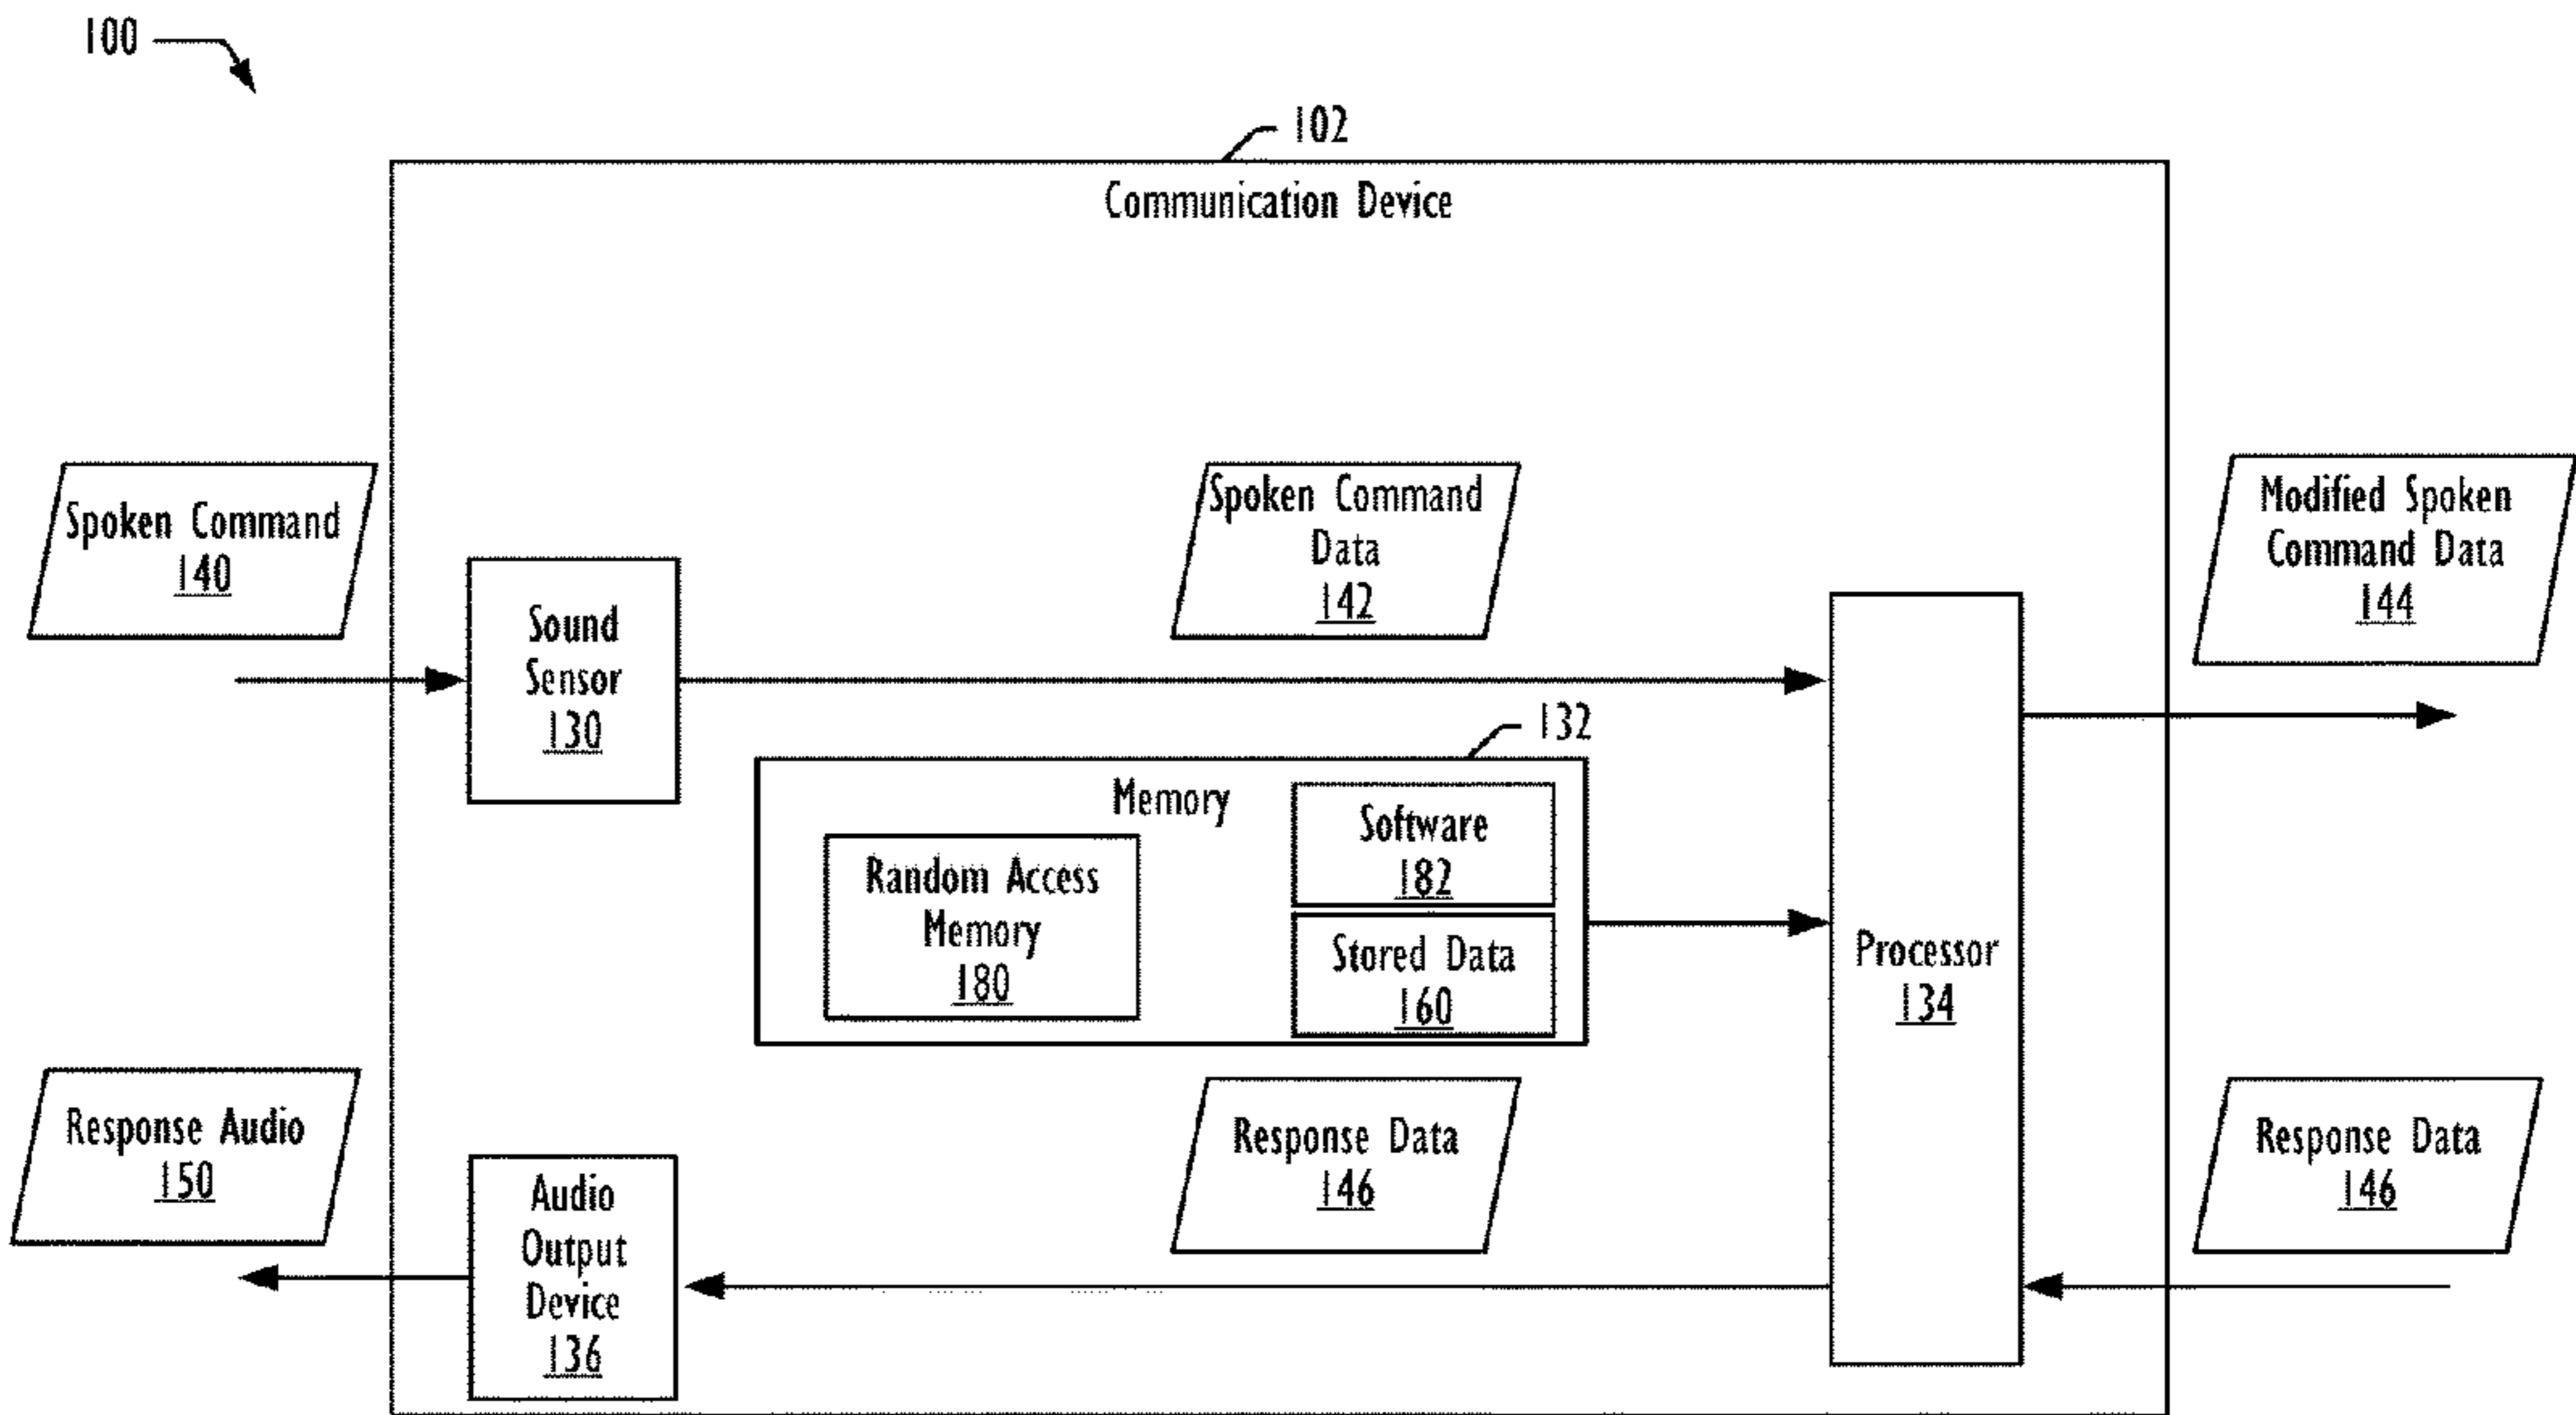 100
102
Communication Device
Spoken Command
140
Spoken Command
Data
142
Modified Spoken
Command Data
144
Sound
Sensor
130
132
Memory
Random Access
Memory
180
Software
182
Stored Data
160
Processor
134
Response Audio
150
Audio
Output
Device
136
Response Data
146
Response Data
146